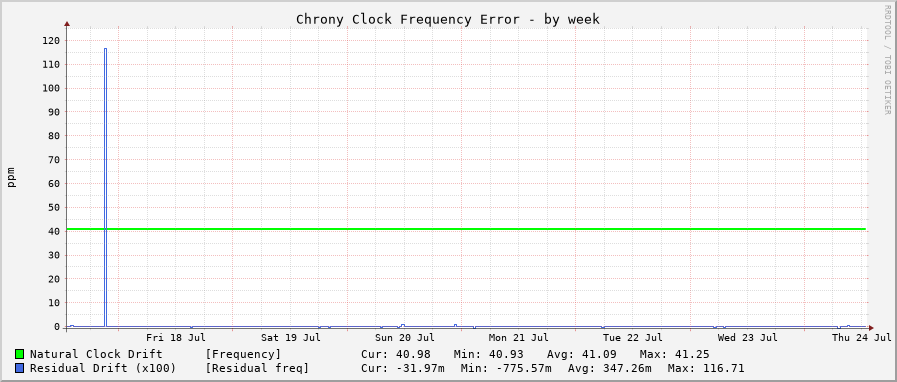 Chrony Clock Frequency Error - by week
RRDTOOL / TOBI OETIKER
ppm
120
110
100
90
80
70
60
50
40
30
20
10
0
Fri 18 Jul Sat 19 Jul Sun 20 Jul Mon 21 Jul Tue 22 Jul Wed 23 Jul Thu 24 Jul
Natural Clock Drift [Frequency] Cur: 40.98 Min: 40.93 Avg: 41.09 Max: 41.25
Residual Drift (x100) [Residual freq] Cur: -31.97m Min: -775.57m Avg: 347.26m Max: 116.71